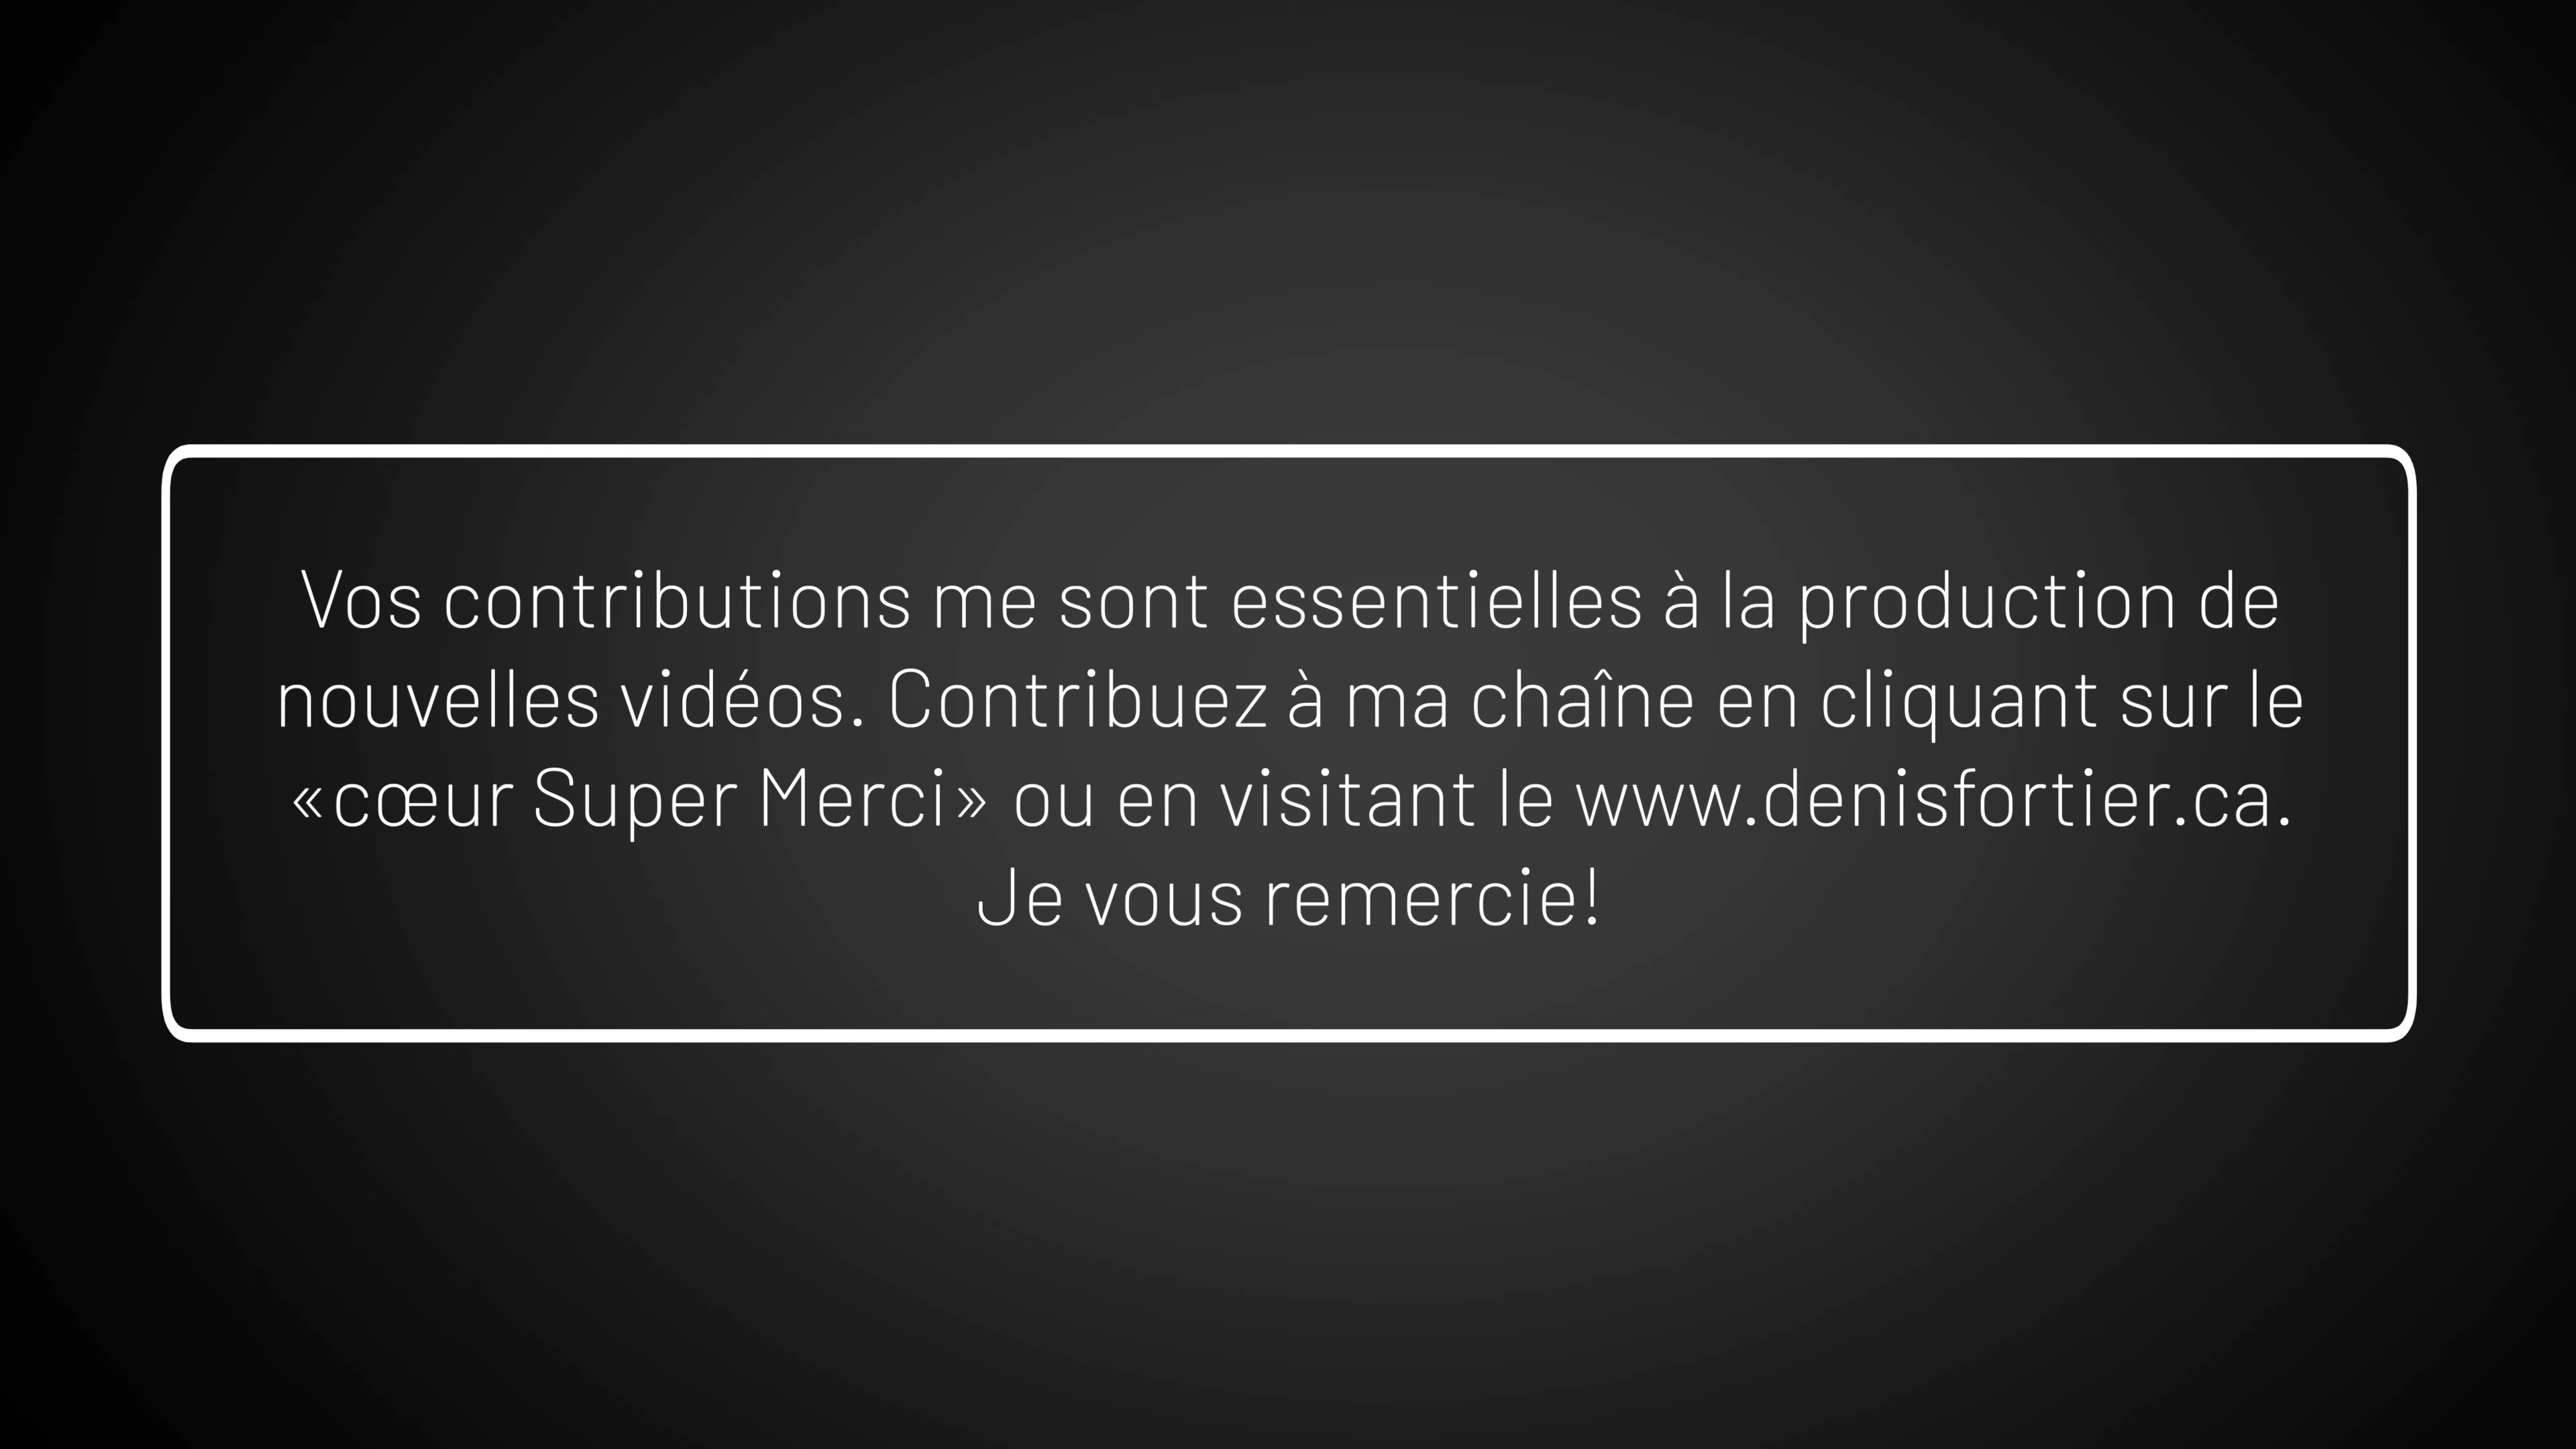 Vos contributions me sont essentielles à la production de
nouvelles vidéos. Contribuez à ma chaîne en cliquant sur le
«cœur Super Merci» ou en visitant le www.denisfortier.ca.
Je vous remercie!